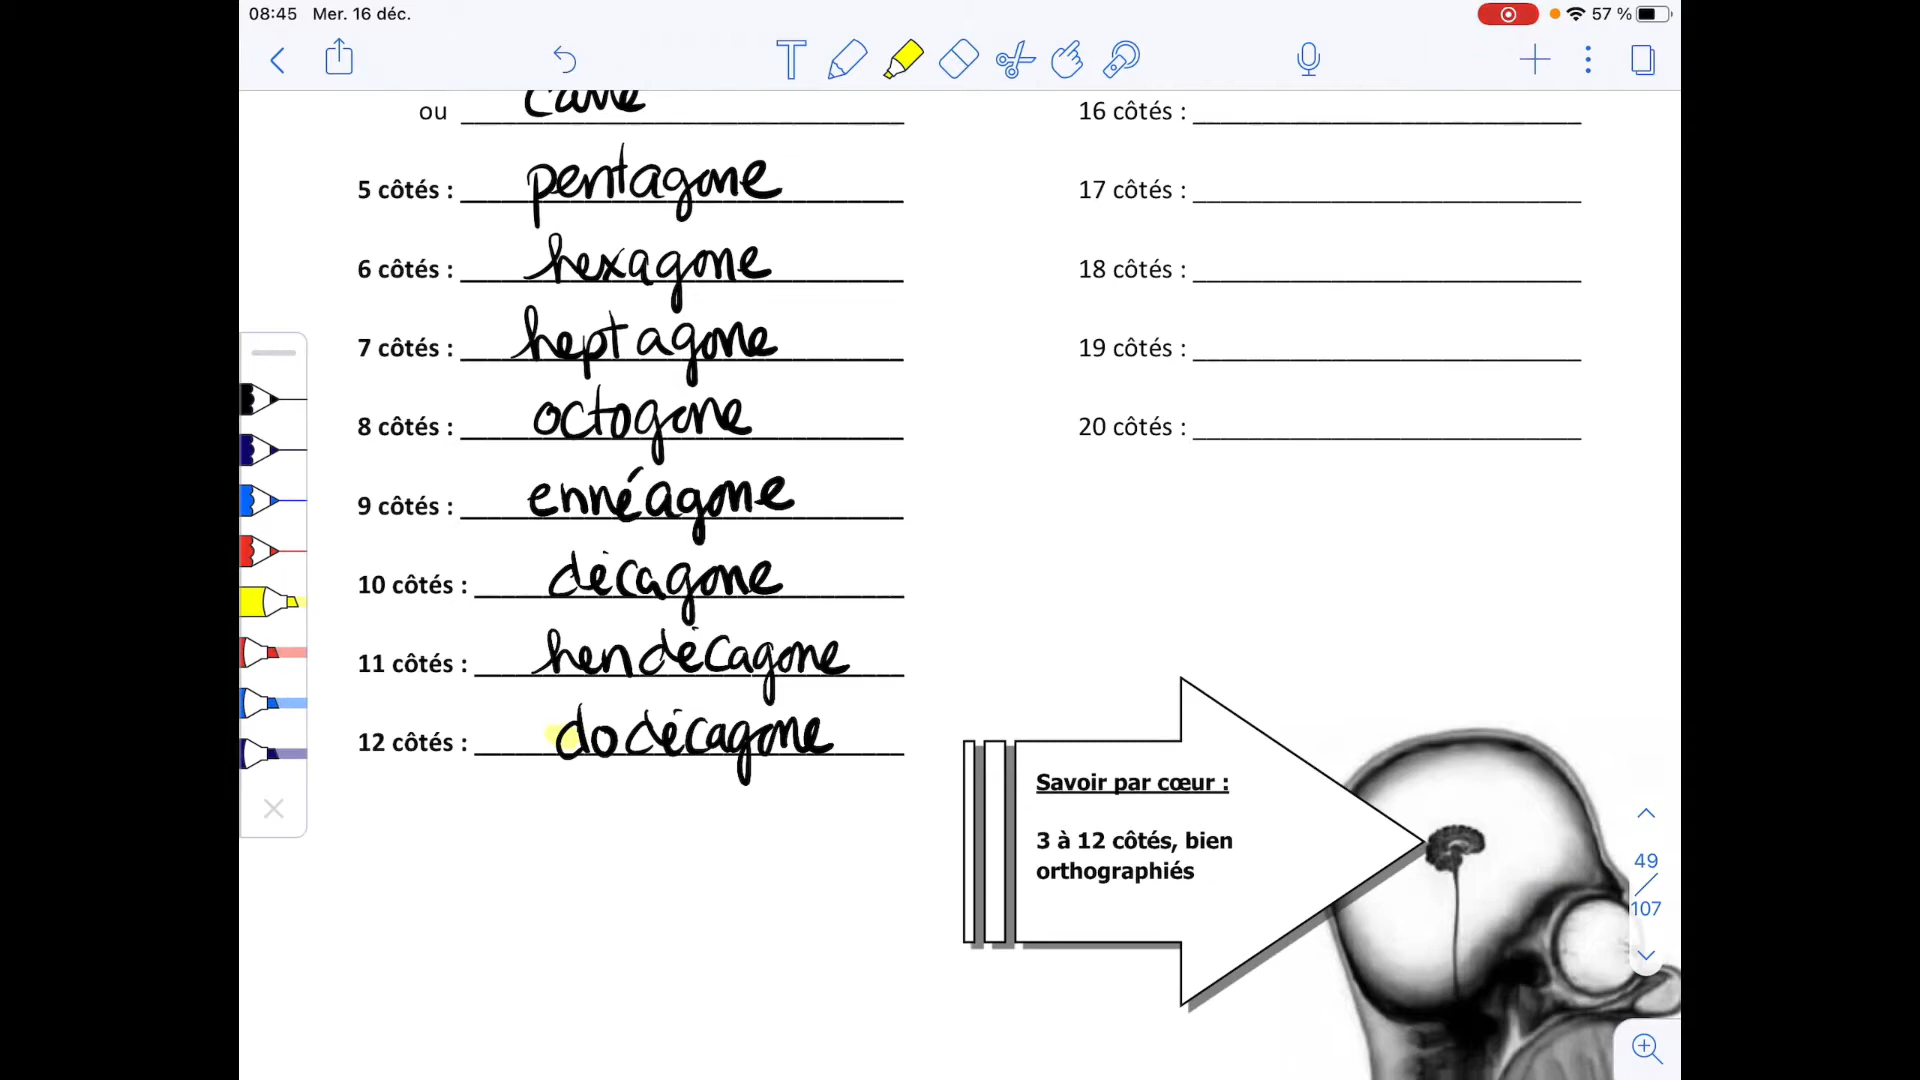 08:45 Mer. 16 déc.
57 %
T
ou carré
5 côtés : pentagone
6 côtés : hexagone
7 côtés : heptagone
8 côtés : octogone
9 côtés : ennéagone
10 côtés : décagone
11 côtés : hendécagone
12 côtés : dodécagone
16 côtés :
17 côtés :
18 côtés :
19 côtés :
20 côtés :
Savoir par cœur :
3 à 12 côtés, bien
orthographiés
49
107